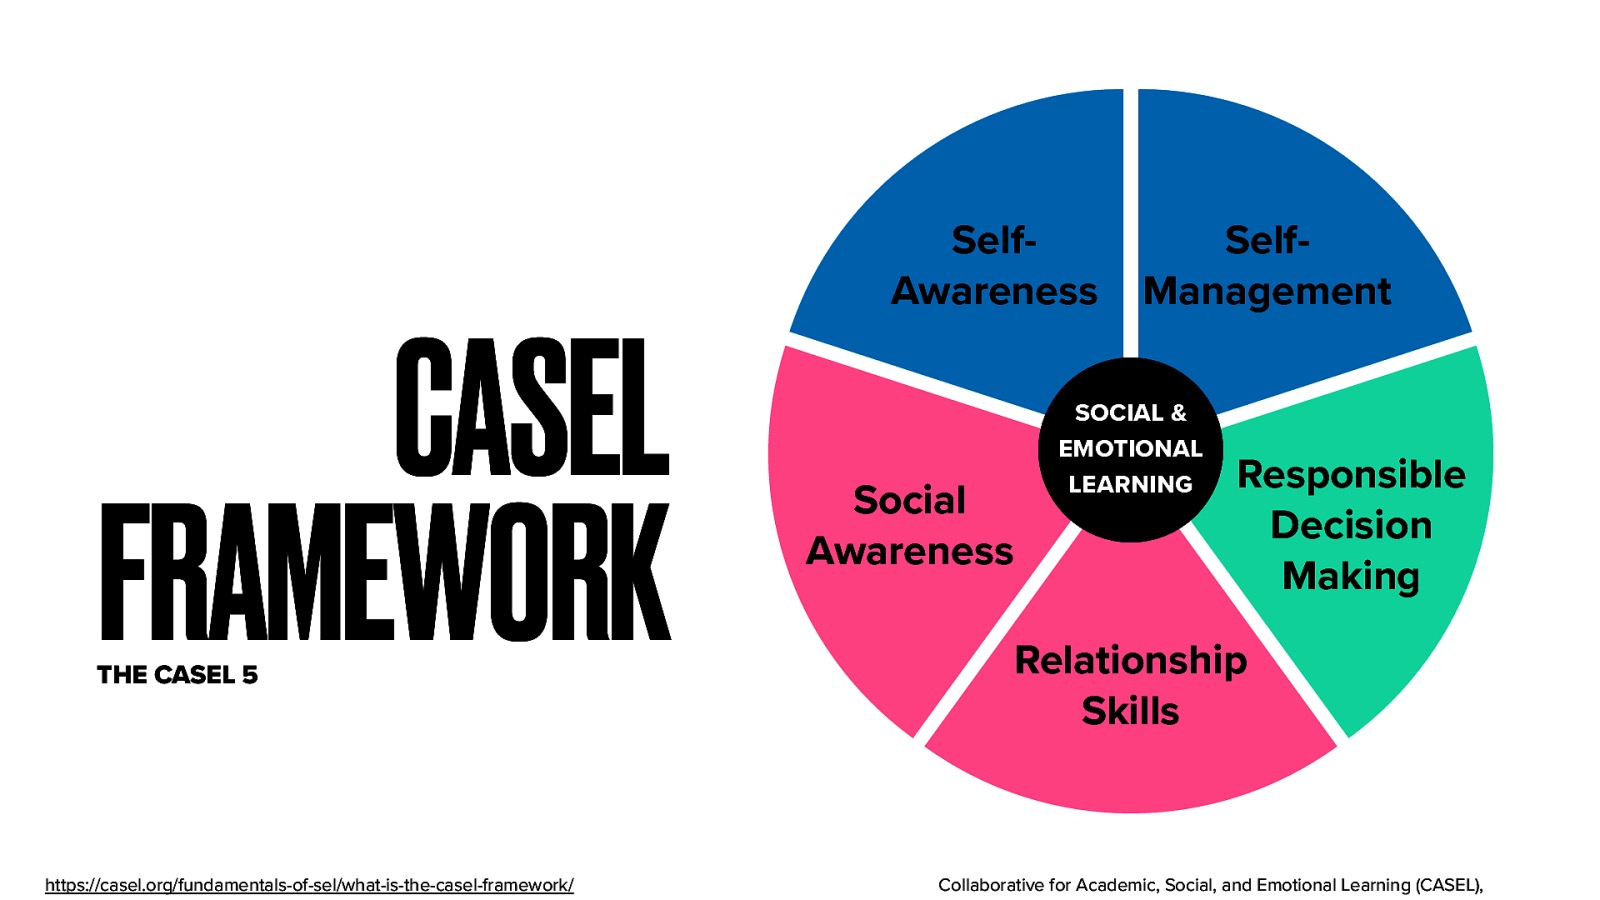 CASEL
FRAMEWORK
THE CASEL 5
Self-
Awareness
Self-
Management
SOCIAL &
EMOTIONAL
LEARNING
Social
Awareness
Responsible
Decision
Making
Relationship
Skills
https://casel.org/fundamentals-of-sel/what-is-the-casel-framework/
Collaborative for Academic, Social, and Emotional Learning (CASEL),